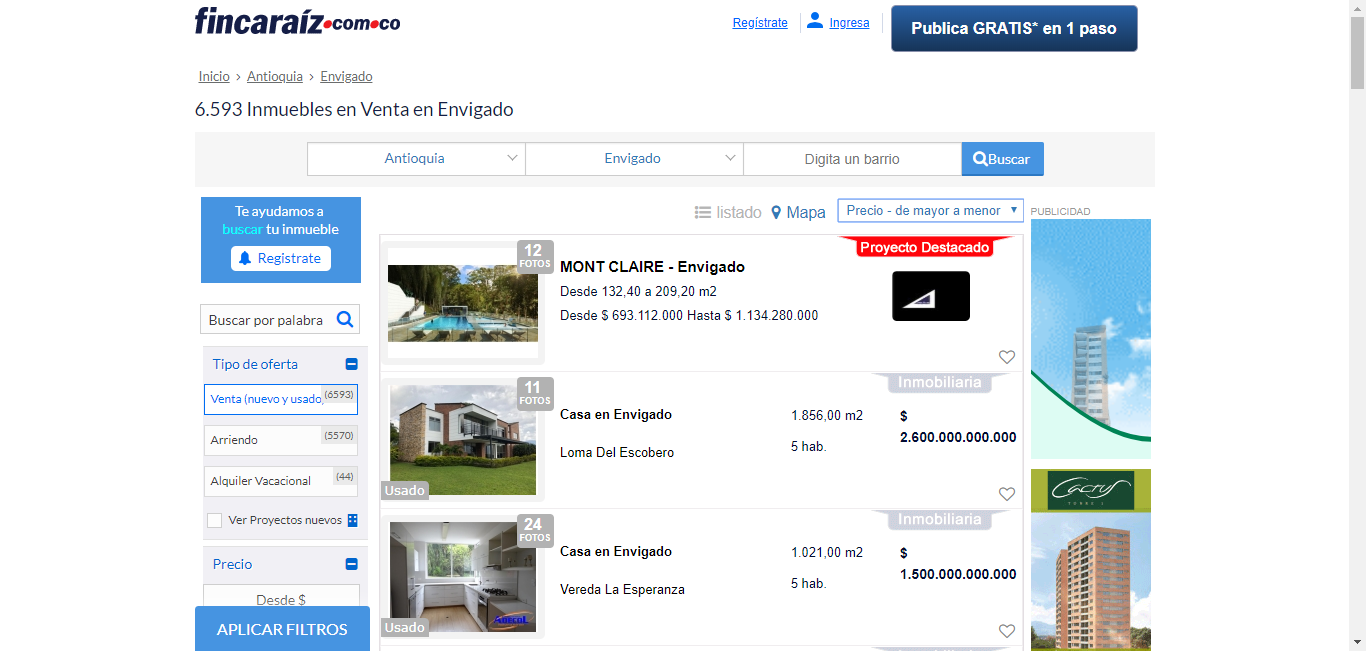 fincaraíz.com.co
Regístrate
Ingresa
Publica GRATIS* en 1 paso
Inicio › Antioquia › Envigado
6.593 Inmuebles en Venta en Envigado
Antioquia
Envigado
Digita un barrio
Buscar
Te ayudamos a
buscar tu inmueble
Registrate
listado
Mapa
Precio - de mayor a menor
PUBLICIDAD
Buscar por palabra
Tipo de oferta
Venta (nuevo y usado
(6593)
Arriendo
(5570)
Alquiler Vacacional
(44)
Ver Proyectos nuevos
Precio
Desde $
APLICAR FILTROS
12
FOTOS
MONT CLAIRE - Envigado
Desde 132,40 a 209,20 m2
Desde $ 693.112.000 Hasta $ 1.134.280.000
Proyecto Destacado
11
FOTOS
Usado
Casa en Envigado
Loma Del Escobero
1.856,00 m2
5 hab.
Inmobiliaria
$
2.600.000.000.000
24
FOTOS
Usado
Casa en Envigado
Vereda La Esperanza
1.021,00 m2
5 hab.
Inmobiliaria
$
1.500.000.000.000
Cactus